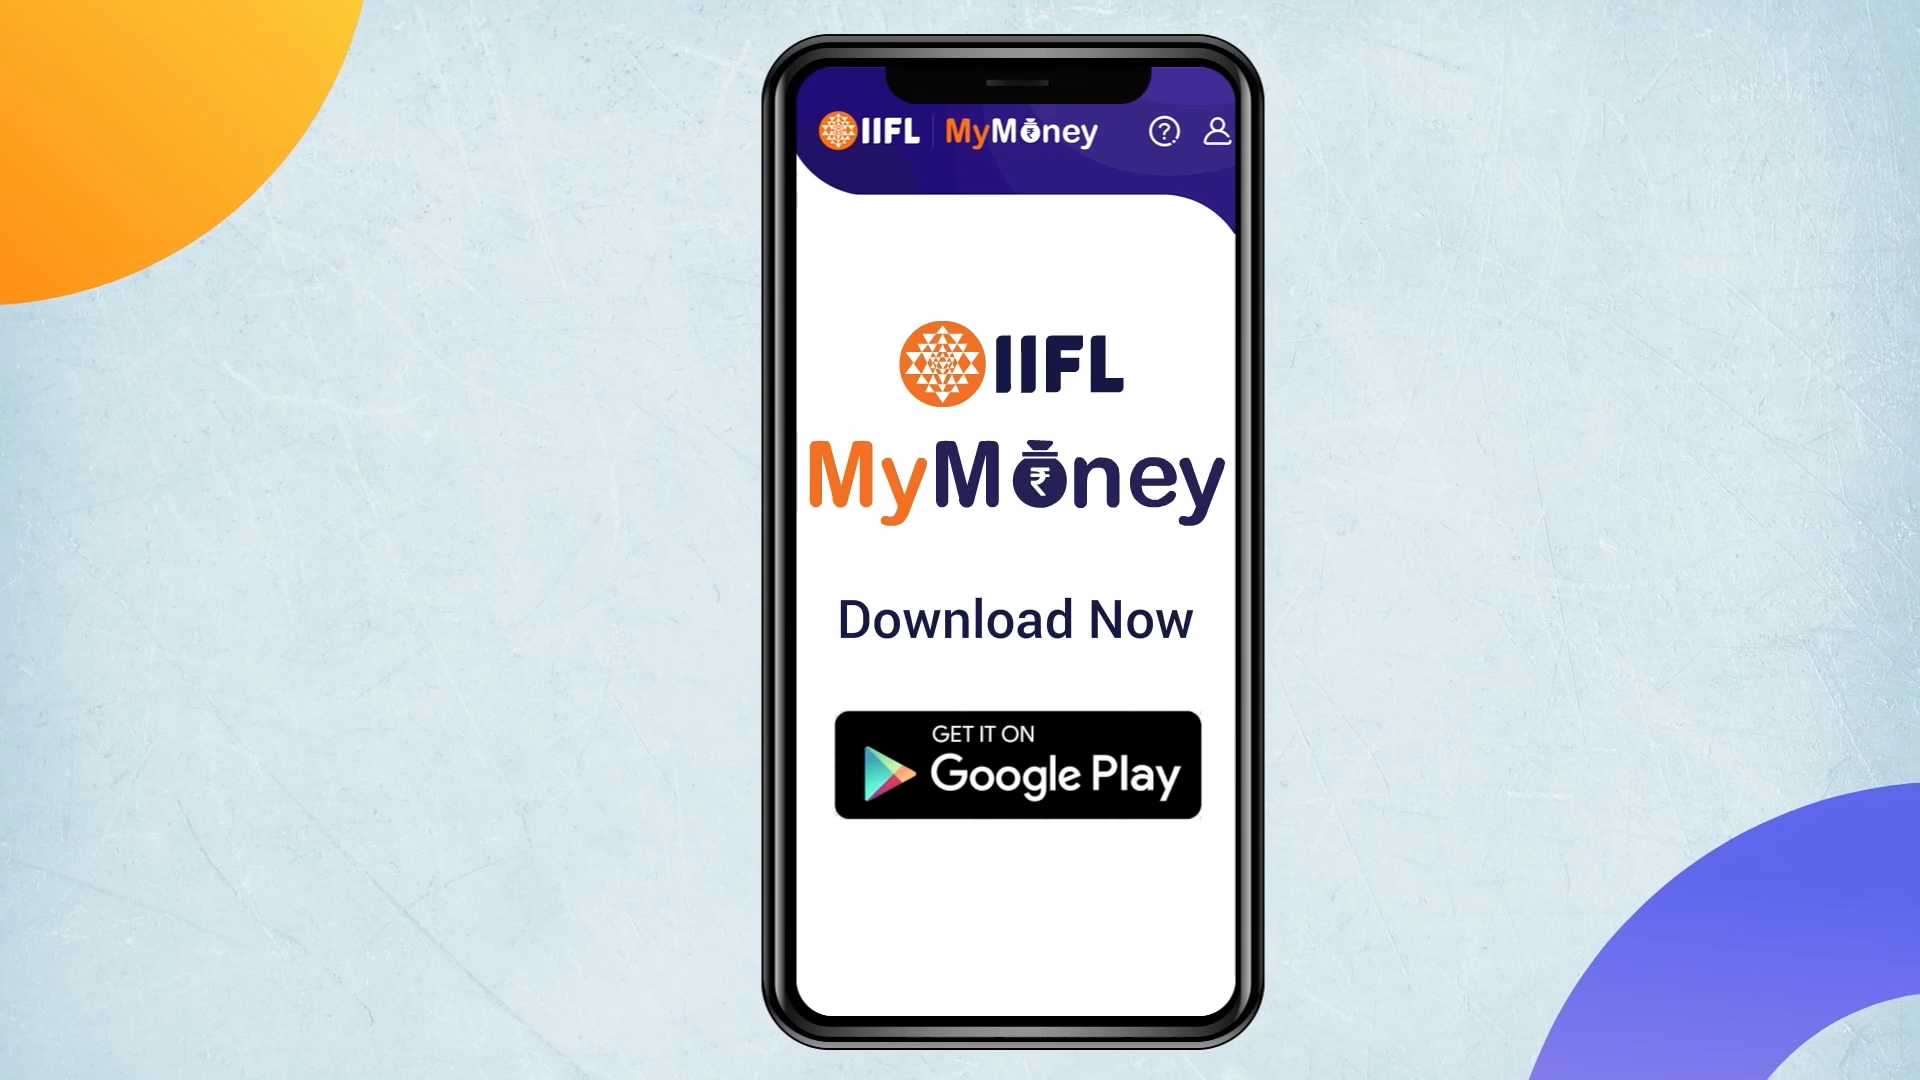 IIFL MyMoney
IIFL
MyMoney
Download Now
GET IT ON
Google Play